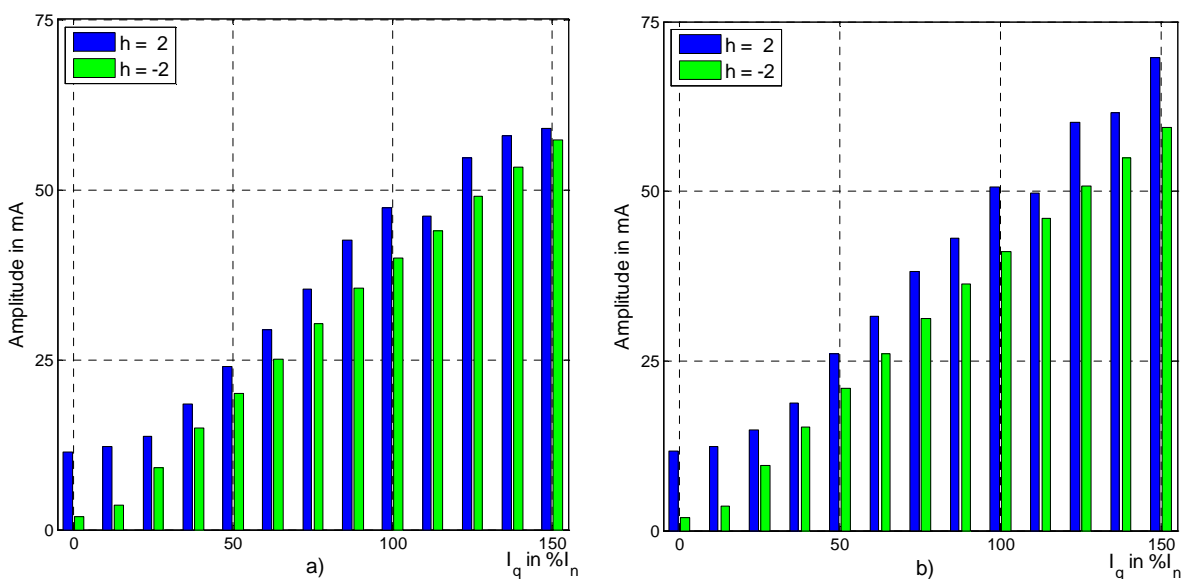 75
h = 2
h = -2
50
25
0
Amplitude in mA
0
50
100
150
I_q in %I_n
a)
75
h = 2
h = -2
50
25
0
Amplitude in mA
0
50
100
150
I_q in %I_n
b)